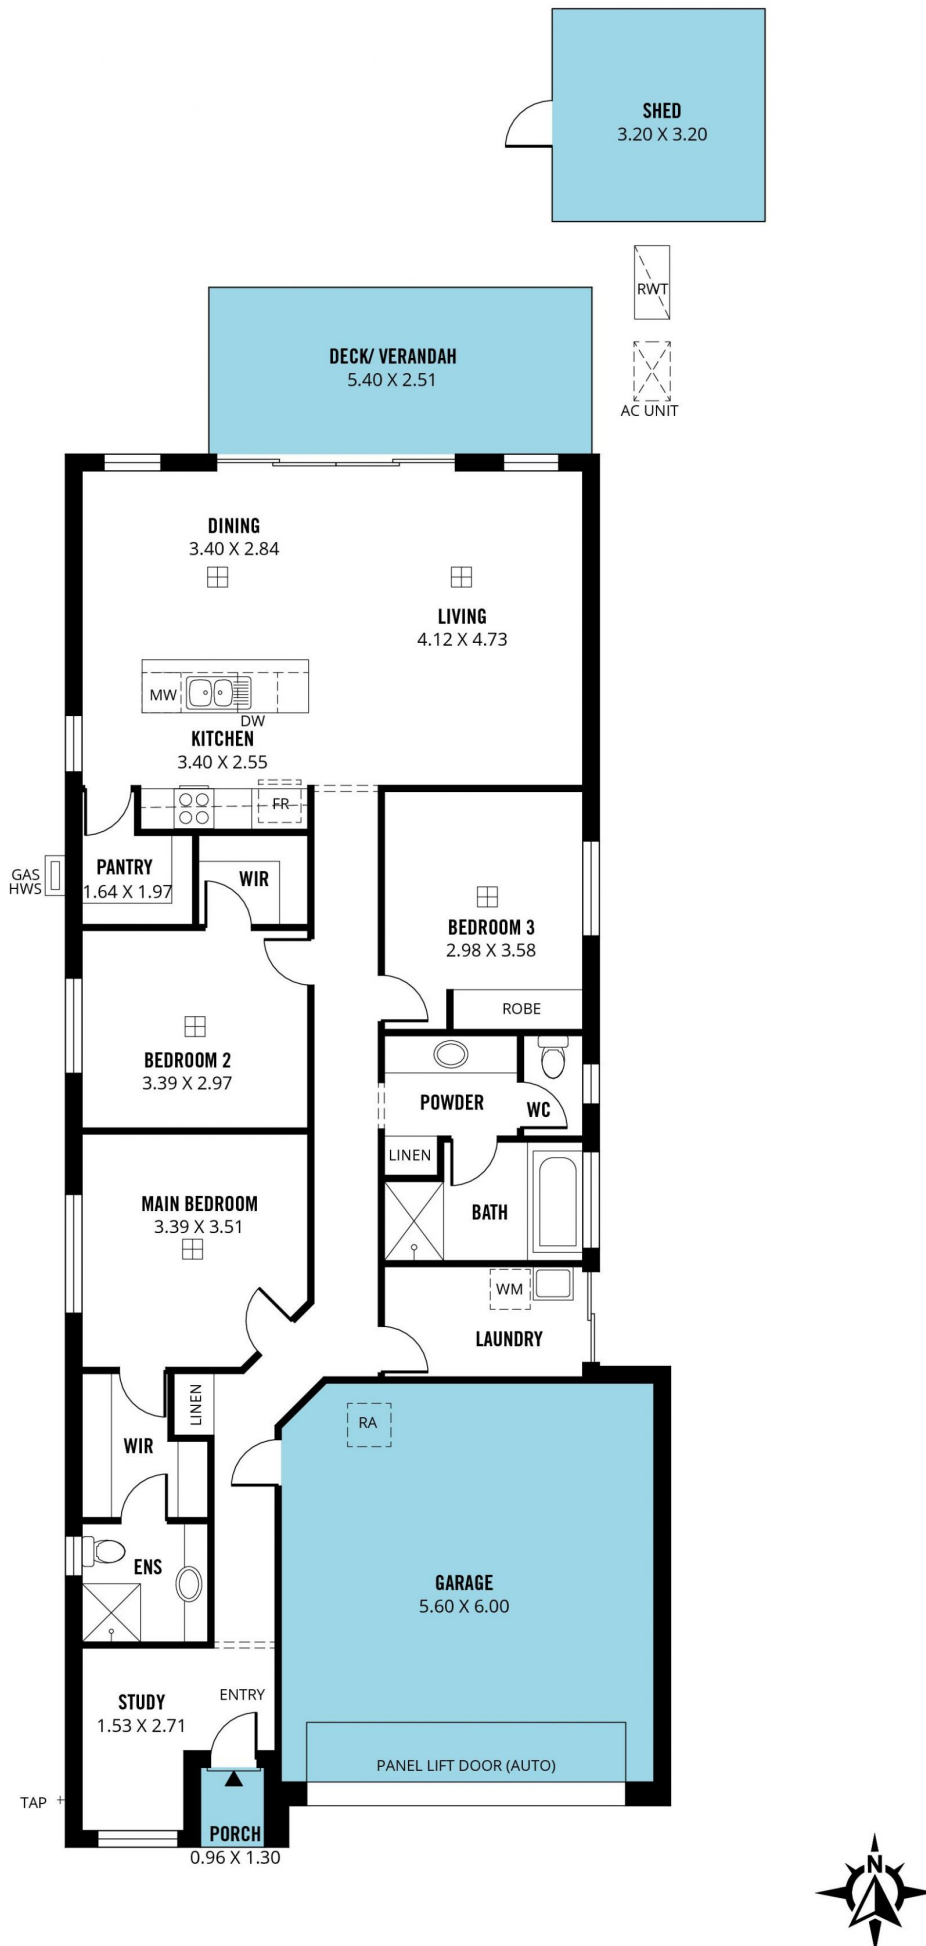 SHED
3.20 X 3.20
RWT
DECK/ VERANDAH
5.40 X 2.51
AC UNIT
DINING
3.40 X 2.84
LIVING
4.12 X 4.73
MW
DW
KITCHEN
3.40 X 2.55
FR
PANTRY
1.64 X 1.97
WIR
GAS
HWS
BEDROOM 3
2.98 X 3.58
ROBE
BEDROOM 2
3.39 X 2.97
POWDER
WC
LINEN
MAIN BEDROOM
3.39 X 3.51
BATH
WM
LAUNDRY
LINEN
RA
WIR
ENS
GARAGE
5.60 X 6.00
STUDY
1.53 X 2.71
ENTRY
PANEL LIFT DOOR (AUTO)
TAP
PORCH
0.96 X 1.30
N